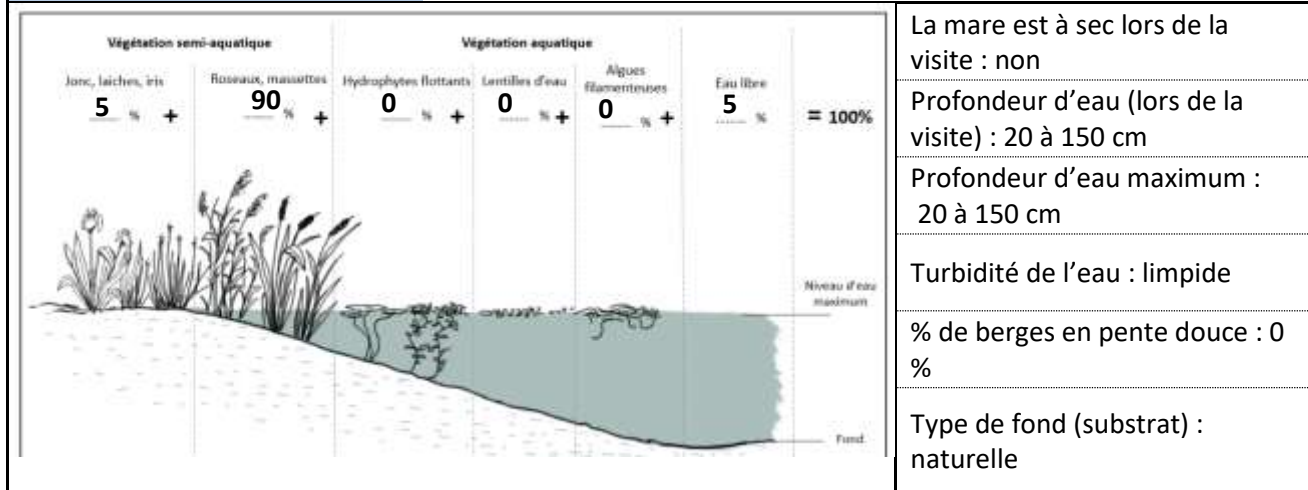 Végétation semi-aquatique
Végétation aquatique
Jonc, laiches, iris
Roseaux, massettes
Hydrophytes flottants
Lentilles d'eau
Algues
filamenteuses
Eau libre
5 % +
90 % +
0 % +
0 % +
0 % +
5 %
= 100%
Niveau d'eau
maximum
Fond
La mare est à sec lors de la
visite : non
Profondeur d'eau (lors de la
visite) : 20 à 150 cm
Profondeur d'eau maximum :
20 à 150 cm
Turbidité de l'eau : limpide
% de berges en pente douce : 0
%
Type de fond (substrat) :
naturelle